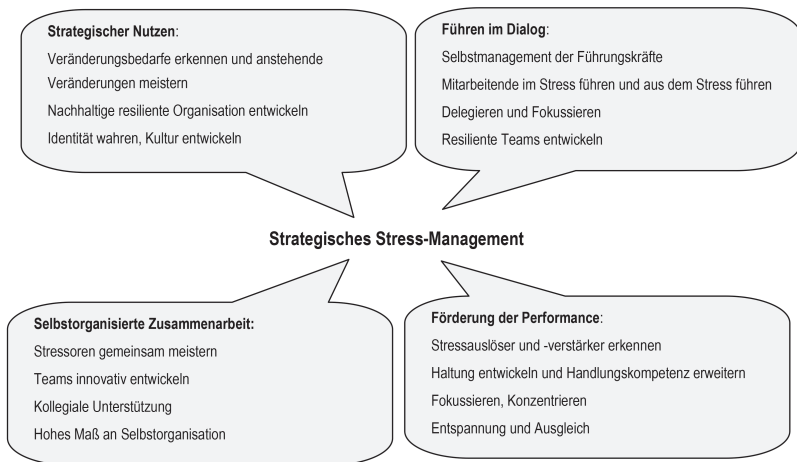 Strategischer Nutzen:
Veränderungsbedarfe erkennen und anstehende
Veränderungen meistern
Nachhaltige resiliente Organisation entwickeln
Identität wahren, Kultur entwickeln
Führen im Dialog:
Selbstmanagement der Führungskräfte
Mitarbeitende im Stress führen und aus dem Stress führen
Delegieren und Fokussieren
Resiliente Teams entwickeln
Strategisches Stress-Management
Selbstorganisierte Zusammenarbeit:
Stressoren gemeinsam meistern
Teams innovativ entwickeln
Kollegiale Unterstützung
Hohes Maß an Selbstorganisation
Förderung der Performance:
Stressauslöser und -verstärker erkennen
Haltung entwickeln und Handlungskompetenz erweitern
Fokussieren, Konzentrieren
Entspannung und Ausgleich